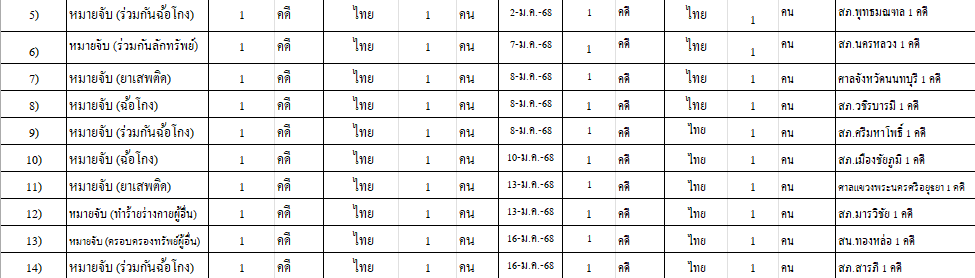 5) หมายจับ (ร่วมกันฉ้อโกง) 1 คดี ไทย 1 คน 2-ม.ค.-68 1 คดี ไทย 1 คน สภ.พุทธมณฑล 1 คดี
6) หมายจับ (ร่วมกันลักทรัพย์) 1 คดี ไทย 1 คน 7-ม.ค.-68 1 คดี ไทย 1 คน สภ.นครหลวง 1 คดี
7) หมายจับ (ยาเสพติด) 1 คดี ไทย 1 คน 8-ม.ค.-68 1 คดี ไทย 1 คน ศาลจังหวัดนนทบุรี 1 คดี
8) หมายจับ (ฉ้อโกง) 1 คดี ไทย 1 คน 8-ม.ค.-68 1 คดี ไทย 1 คน สภ.วชิรบารมี 1 คดี
9) หมายจับ (ร่วมกันฉ้อโกง) 1 คดี ไทย 1 คน 8-ม.ค.-68 1 คดี ไทย 1 คน สภ.ศรีมหาโพธิ์ 1 คดี
10) หมายจับ (ฉ้อโกง) 1 คดี ไทย 1 คน 10-ม.ค.-68 1 คดี ไทย 1 คน สภ.เมืองชัยภูมิ 1 คดี
11) หมายจับ (ยาเสพติด) 1 คดี ไทย 1 คน 13-ม.ค.-68 1 คดี ไทย 1 คน ศาลแขวงพระนครศรีอยุธยา 1 คดี
12) หมายจับ (ทำร้ายร่างกายผู้อื่น) 1 คดี ไทย 1 คน 13-ม.ค.-68 1 คดี ไทย 1 คน สภ.มารวิชัย 1 คดี
13) หมายจับ (ครอบครองทรัพย์ผู้อื่น) 1 คดี ไทย 1 คน 16-ม.ค.-68 1 คดี ไทย 1 คน สน.ทองหล่อ 1 คดี
14) หมายจับ (ร่วมกันฉ้อโกง) 1 คดี ไทย 1 คน 16-ม.ค.-68 1 คดี ไทย 1 คน สภ.สารภี 1 คดี